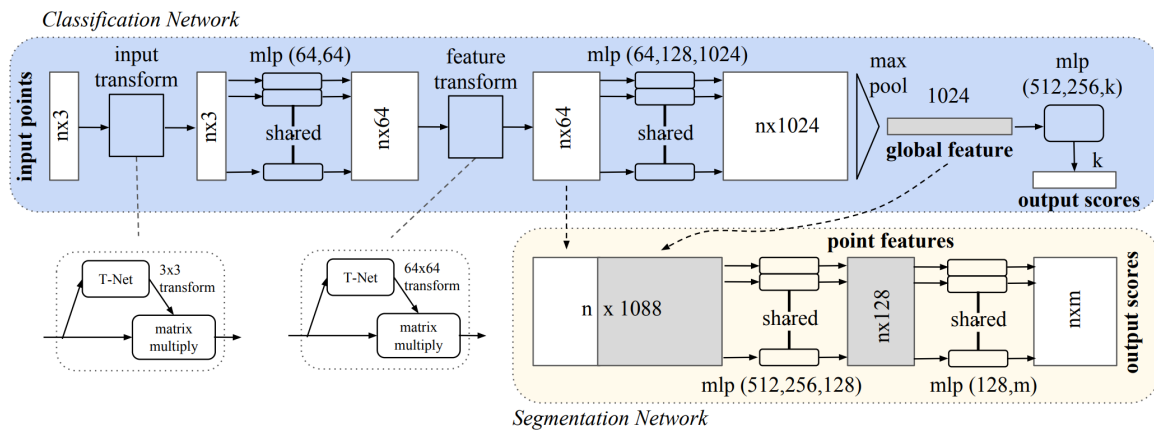 Classification Network
input points
nx3
input
transform
nx3
mlp (64,64)
shared
nx64
feature
transform
nx64
mlp (64,128,1024)
shared
nx1024
max
pool
1024
global feature
mlp
(512,256,k)
k
output scores
T-Net
3x3
transform
matrix
multiply
T-Net
64x64
transform
matrix
multiply
point features
n x 1088
shared
mlp (512,256,128)
nx128
shared
mlp (128,m)
nxm
output scores
Segmentation Network